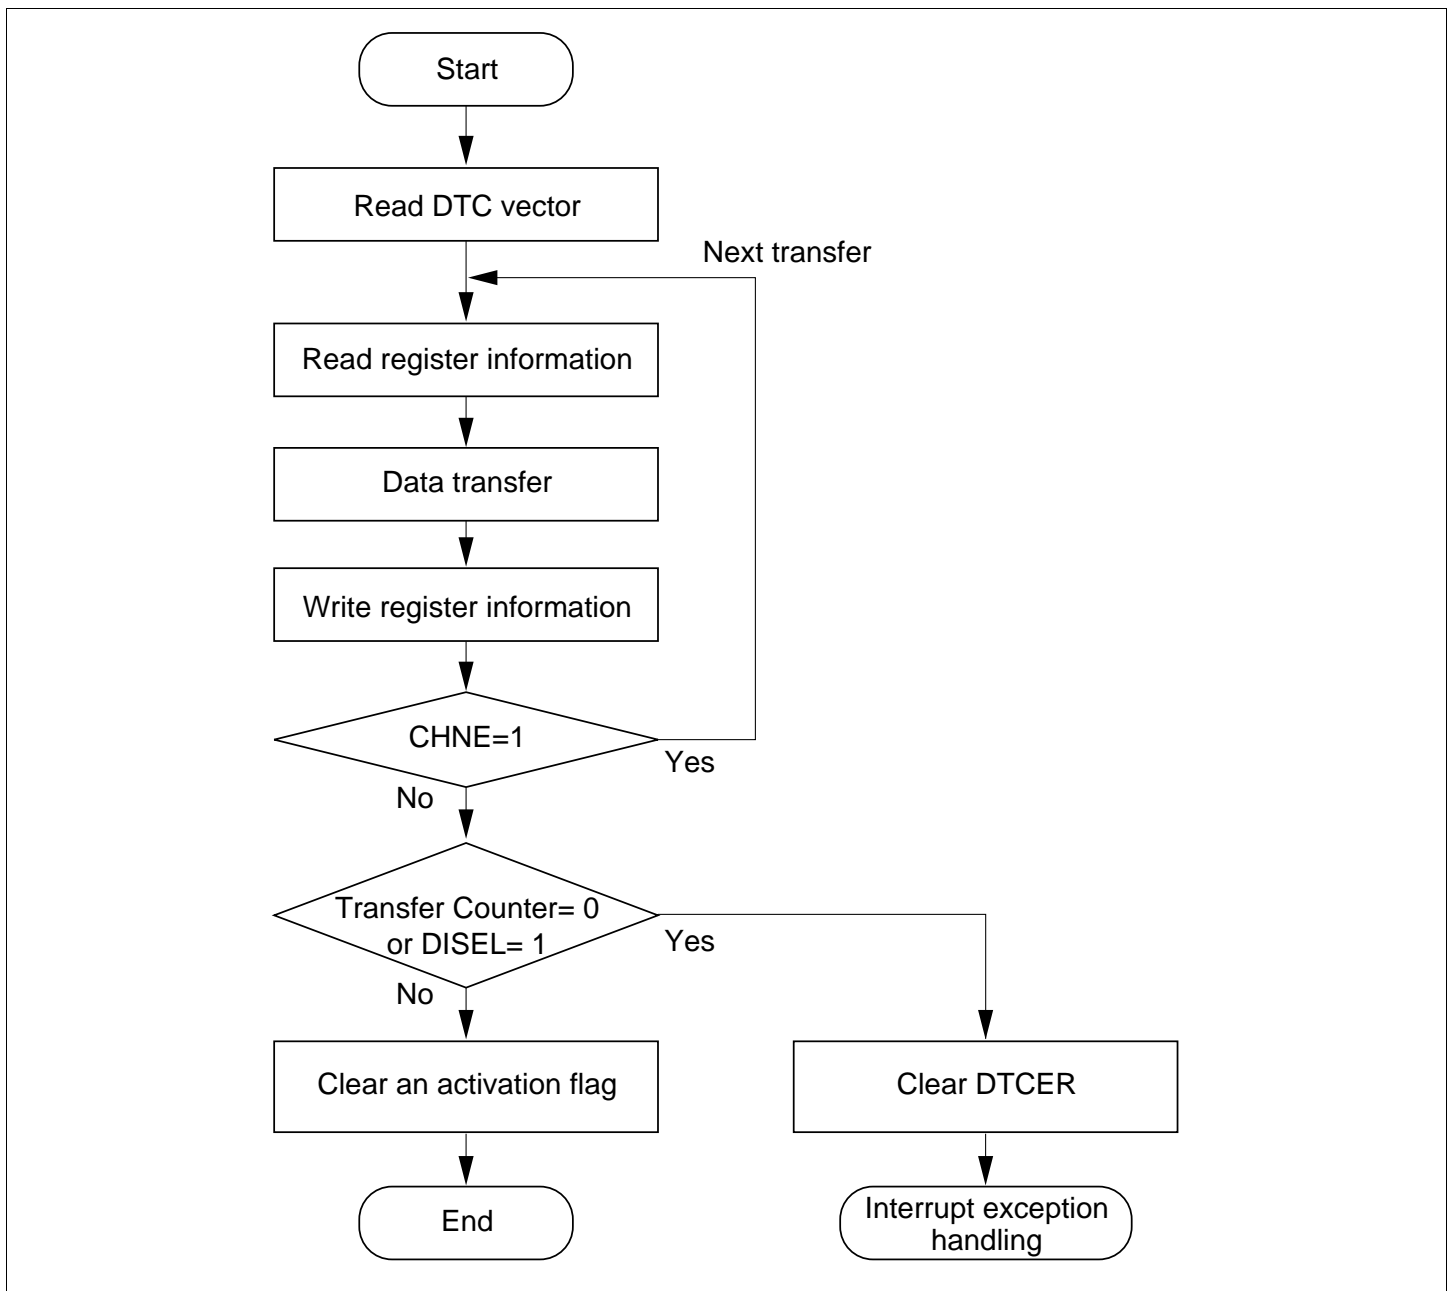 Start
Read DTC vector
Next transfer
Read register information
Data transfer
Write register information
CHNE=1
Yes
No
Transfer Counter= 0
or DISEL= 1
Yes
No
Clear an activation flag
Clear DTCER
End
Interrupt exception
handling